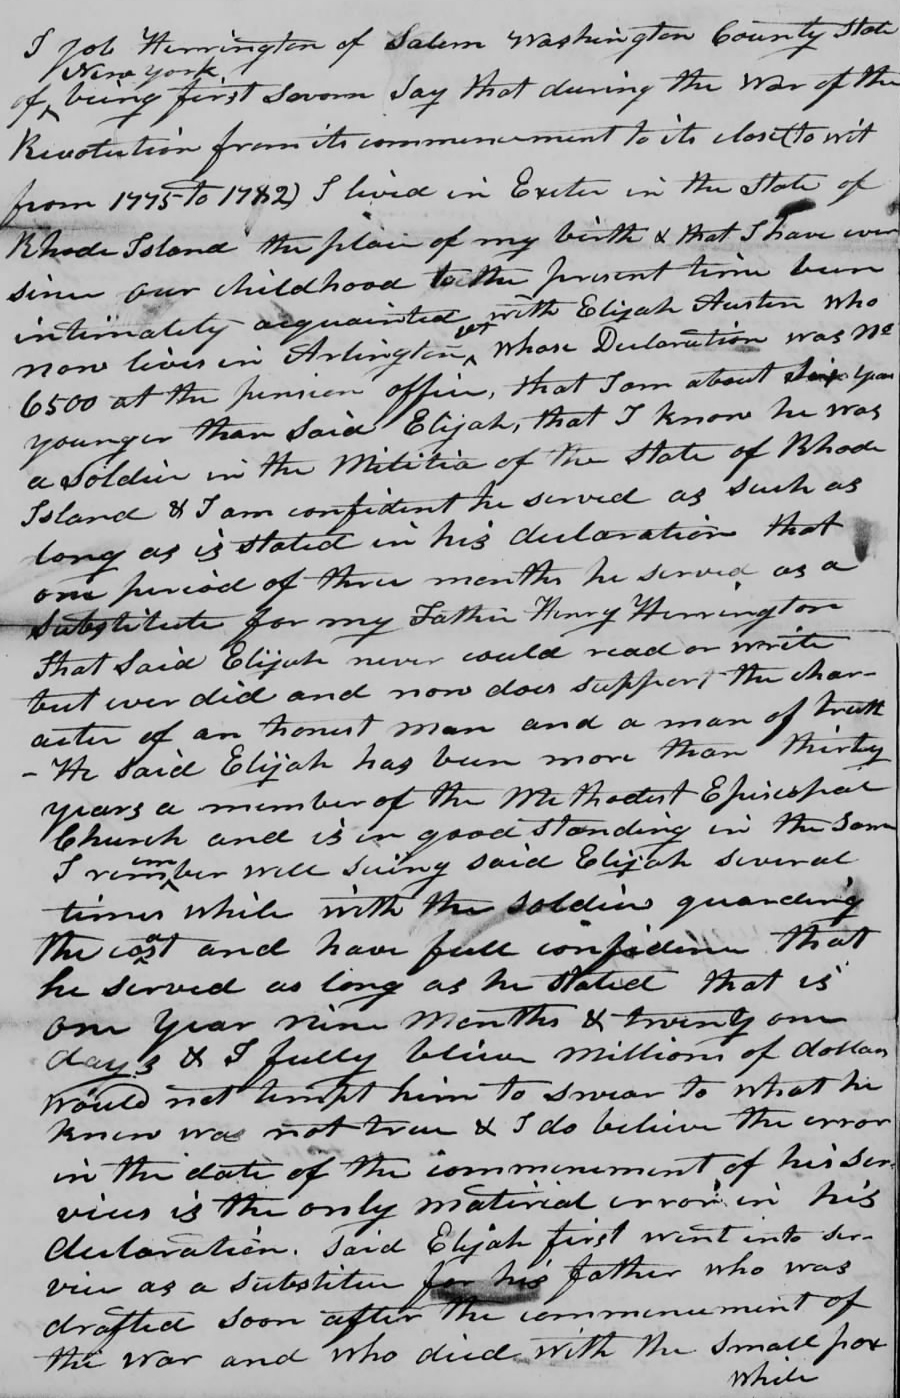 I Job Herrington of Salem Washington County State
of ^New York^ being first sworn say that during the war of the
Revolution from its commencement to its close (to wit
from 1775 to 1782) I lived in Exeter in the State of
Rhode Island the place of my birth & that I have ever
since our childhood to the present time been
intimately acquainted with Elijah Austen who
now lives in Arlington ^vt^ whose Declaration was No
6500 at the pension office, that I am about six year
younger than said Elijah, that I know he was
a soldier in the Militia of the State of Rhode
Island & I am confident he served as such as
long as is stated in his declaration that
one period of three months he served as a
substitute for my Father Henry Herrington
that said Elijah never could read or write
but ever did and now does support the char-
acter of an honest man and a man of truth
- He said Elijah has been more than thirty
years a member of the Methodest Episcopal
Church and is in good standing in the same
I rem^em^ber well seeing said Elijah several
times while with the soldiers guarding
the co^a^st and have full confidence that
he served as long as he stated that is
one year nine months & twenty one
days & I fully believe millions of dollars
would not tempt him to swear to what he
knew was not true & I do believe the error
in the date of the commencement of his ser-
vices is the only material error in his
declaration. Said Elijah first went into ser-
vice as a substitute for his father who was
drafted soon after the commencement of
the war and who died with the small pox
while